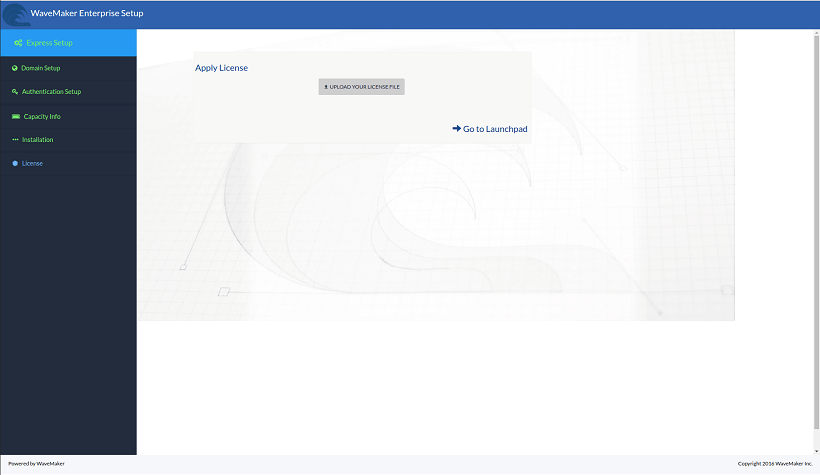 WaveMaker Enterprise Setup
Express Setup
Domain Setup
Authentication Setup
Capacity Info
Installation
License
Apply License
UPLOAD YOUR LICENSE FILE
Go to Launchpad
Powered by WaveMaker
Copyright 2016 WaveMaker Inc.